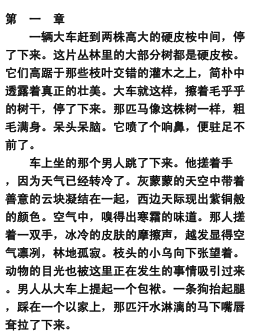 第 一 章
一辆大车赶到两株高大的硬皮桉中间，停
了下来。这片丛林里的大部分树都是硬皮桉。
它们高踞于那些枝叶交错的灌木之上，简朴中
透露着真正的壮美。大车就这样，擦着毛乎乎
的树干，停了下来。那匹马像这株树一样，粗
毛满身。呆头呆脑。它喷了个响鼻，便驻足不
前了。
车上坐的那个男人跳了下来。他搓着手
，因为天气已经转冷了。灰蒙蒙的天空中带着
善意的云块凝结在一起，西边天际现出紫铜般
的颜色。空气中，嗅得出寒霜的味道。那人搓
着一双手，冰冷的皮肤的摩擦声，越发显得空
气凛冽，林地孤寂。枝头的小鸟向下张望着。
动物的目光也被这里正在发生的事情吸引过来
。男人从大车上提起一个包袱。一条狗抬起腿
，踩在一个以家上，那匹汗水淋漓的马下嘴唇
耷拉了下来。